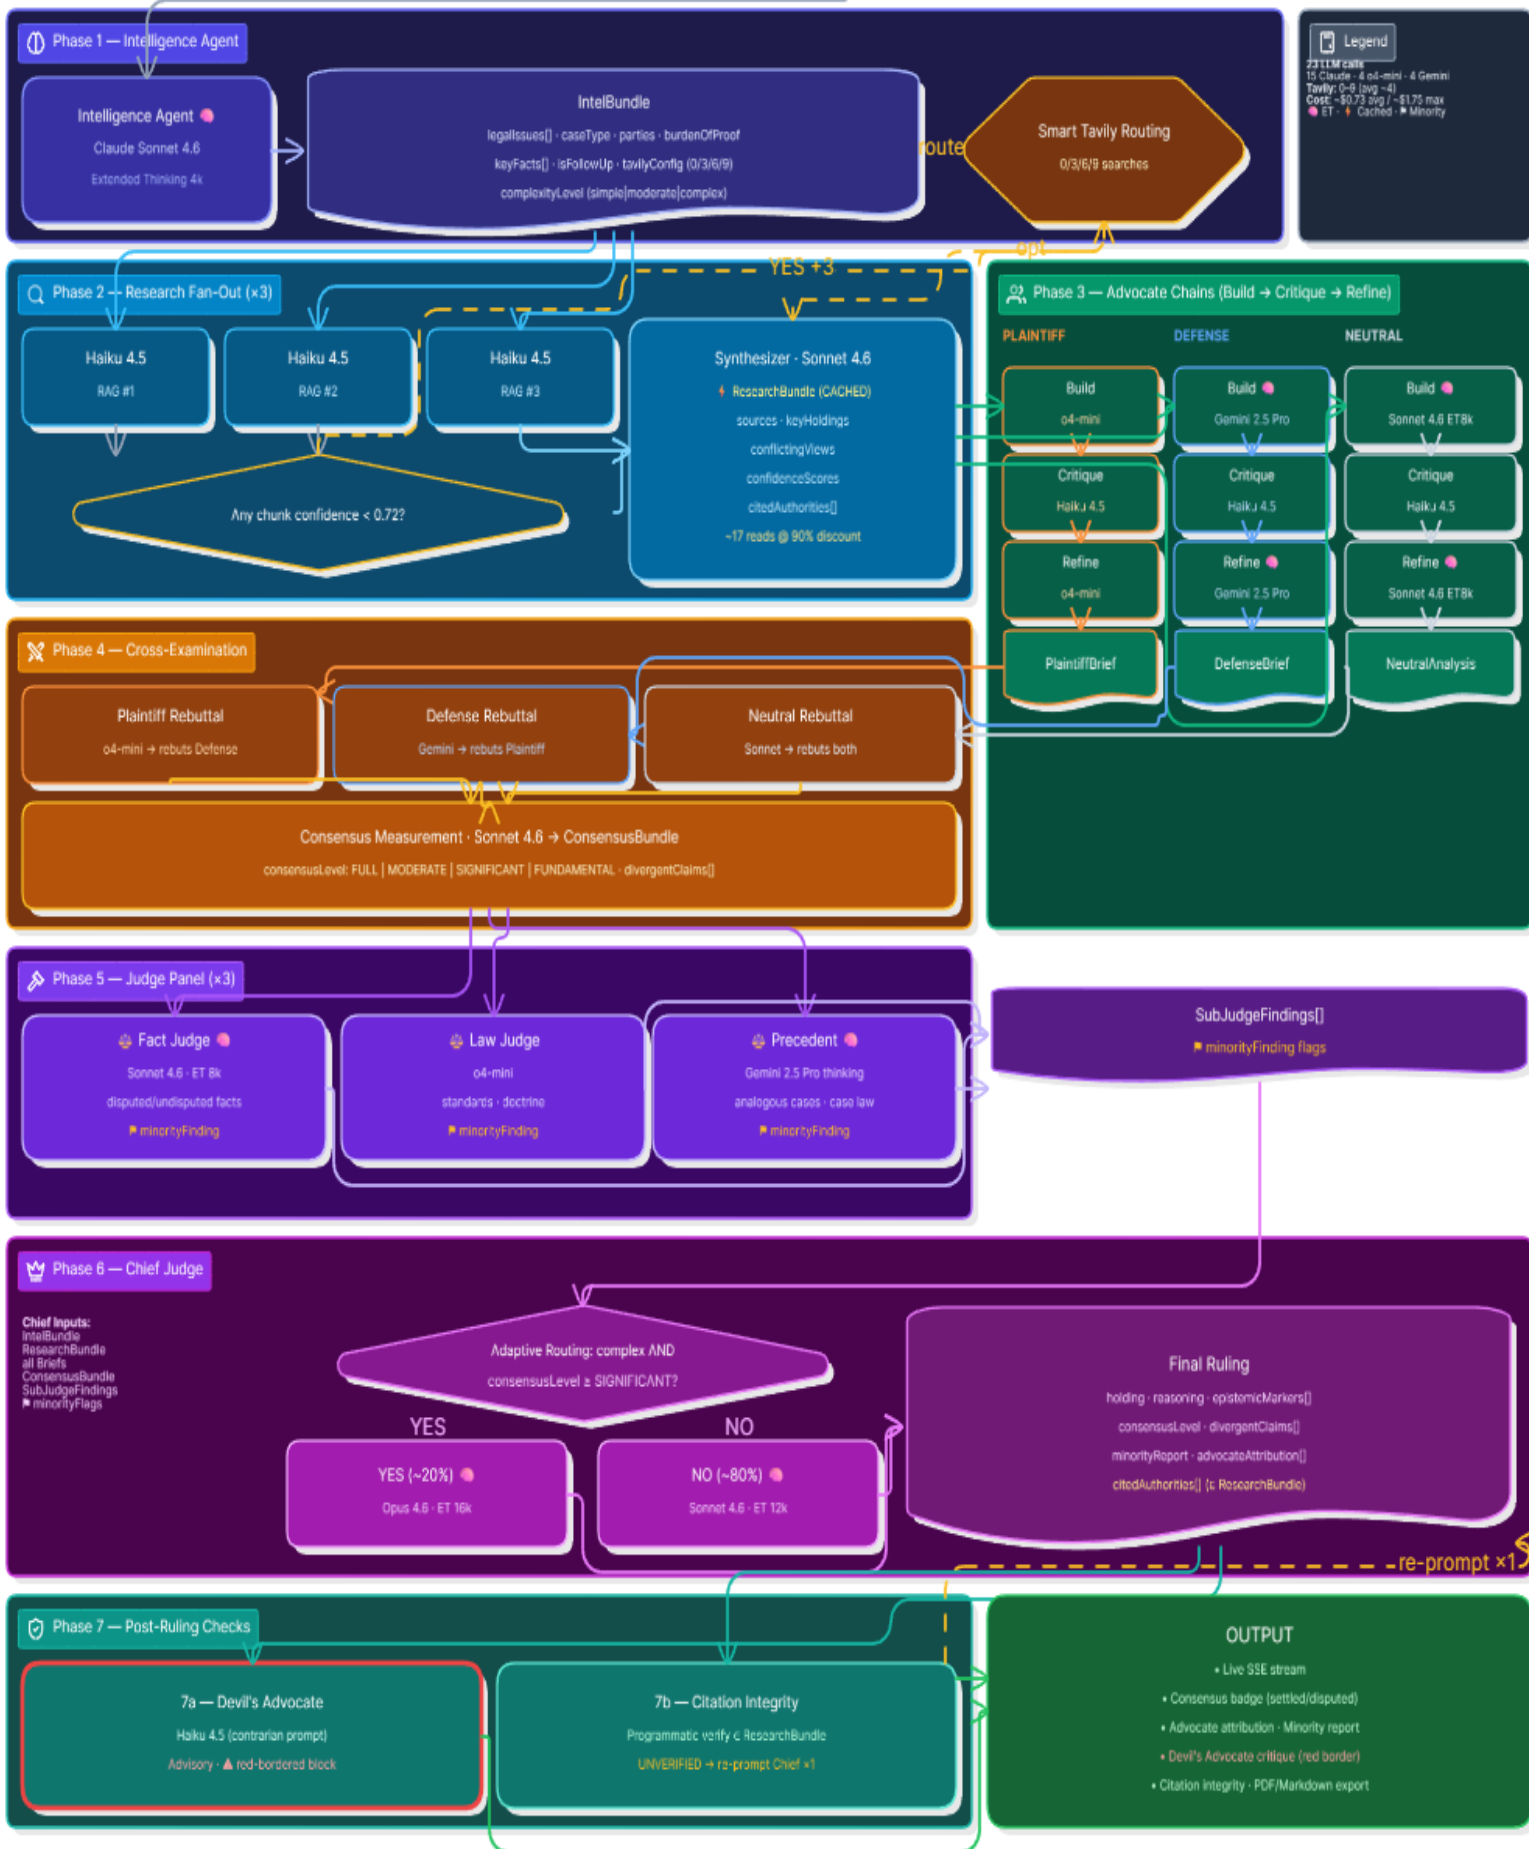 Phase 1 — Intelligence Agent
Intelligence Agent 🧠
Claude Sonnet 4.6
Extended Thinking 4k
IntelBundle
legalIssues[] · caseType · parties · burdenOfProof
keyFacts[] · isFollowUp · tavilyConfig (0/3/6/9)
complexityLevel (simple|moderate|complex)
route
Smart Tavily Routing
0/3/6/9 searches
Legend
23 LLM calls
15 Claude · 4 o4-mini · 4 Gemini
Tavily: 0–9 (avg ~4)
Cost: ~$0.73 avg / ~$1.75 max
🧠 ET · ⚡ Cached · ⚑ Minority
opt
YES +3
Phase 2 — Research Fan-Out (×3)
Haiku 4.5
RAG #1
Haiku 4.5
RAG #2
Haiku 4.5
RAG #3
Any chunk confidence < 0.72?
Synthesizer · Sonnet 4.6
⚡ ResearchBundle (CACHED)
sources · keyHoldings
conflictingViews
confidenceScores
citedAuthorities[]
~17 reads @ 90% discount
Phase 3 — Advocate Chains (Build → Critique → Refine)
PLAINTIFF
DEFENSE
NEUTRAL
Build
o4-mini
Critique
Haiku 4.5
Refine
o4-mini
PlaintiffBrief
Build 🧠
Gemini 2.5 Pro
Critique
Haiku 4.5
Refine 🧠
Gemini 2.5 Pro
DefenseBrief
Build 🧠
Sonnet 4.6 ET8k
Critique
Haiku 4.5
Refine 🧠
Sonnet 4.6 ET8k
NeutralAnalysis
Phase 4 — Cross-Examination
Plaintiff Rebuttal
o4-mini → rebuts Defense
Defense Rebuttal
Gemini → rebuts Plaintiff
Neutral Rebuttal
Sonnet → rebuts both
Consensus Measurement · Sonnet 4.6 → ConsensusBundle
consensusLevel: FULL | MODERATE | SIGNIFICANT | FUNDAMENTAL · divergentClaims[]
Phase 5 — Judge Panel (×3)
⚖ Fact Judge 🧠
Sonnet 4.6 · ET 8k
disputed/undisputed facts
⚑ minorityFinding
⚖ Law Judge
o4-mini
standards · doctrine
⚑ minorityFinding
⚖ Precedent 🧠
Gemini 2.5 Pro thinking
analogous cases · case law
⚑ minorityFinding
SubJudgeFindings[]
⚑ minorityFinding flags
Phase 6 — Chief Judge
Chief Inputs:
IntelBundle
ResearchBundle
all Briefs
ConsensusBundle
SubJudgeFindings
⚑ minorityFlags
Adaptive Routing: complex AND
consensusLevel ≥ SIGNIFICANT?
YES
NO
YES (~20%) 🧠
Opus 4.6 · ET 16k
NO (~80%) 🧠
Sonnet 4.6 · ET 12k
Final Ruling
holding · reasoning · epistemicMarkers[]
consensusLevel · divergentClaims[]
minorityReport · advocateAttribution[]
citedAuthorities[] (∈ ResearchBundle)
re-prompt ×1
Phase 7 — Post-Ruling Checks
7a — Devil's Advocate
Haiku 4.5 (contrarian prompt)
Advisory · ▲ red-bordered block
7b — Citation Integrity
Programmatic verify ∈ ResearchBundle
UNVERIFIED → re-prompt Chief ×1
OUTPUT
• Live SSE stream
• Consensus badge (settled/disputed)
• Advocate attribution · Minority report
• Devil's Advocate critique (red border)
• Citation integrity · PDF/Markdown export